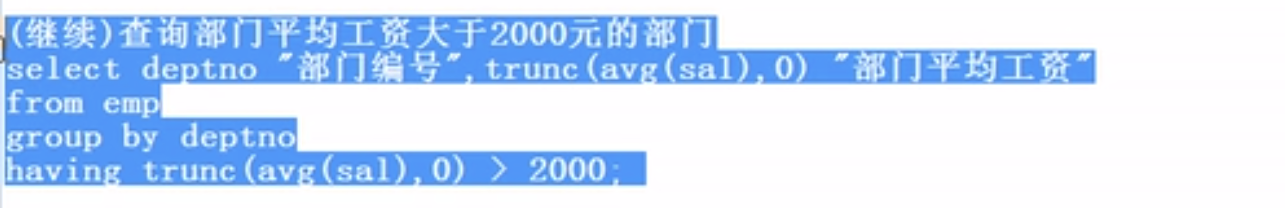 (继续)查询部门平均工资大于2000元的部门
select deptno "部门编号",trunc(avg(sal),0) "部门平均工资"
from emp
group by deptno
having trunc(avg(sal),0) > 2000;